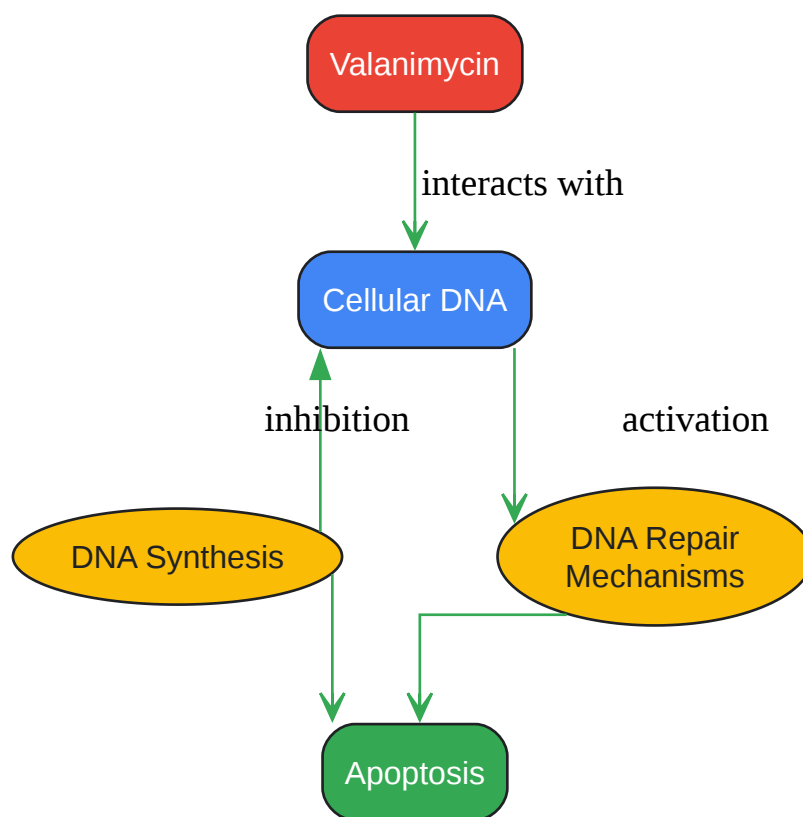 Valanimycin
interacts with
Cellular DNA
inhibition
activation
DNA Synthesis
DNA Repair
Mechanisms
Apoptosis